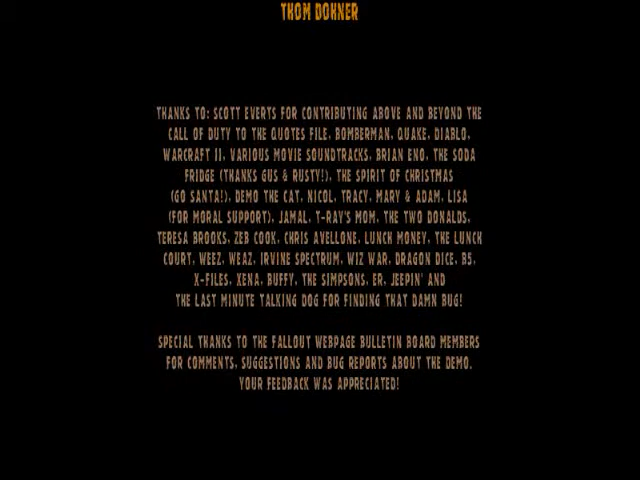 THOM DOHNER
THANKS TO: SCOTT EVERTS FOR CONTRIBUTING ABOVE AND BEYOND THE
CALL OF DUTY TO THE QUOTES FILE, BOMBERMAN, QUAKE, DIABLO,
WARCRAFT II, VARIOUS MOVIE SOUNDTRACKS, BRIAN ENO, THE SODA
FRIDGE (THANKS GUS & RUSTY!), THE SPIRIT OF CHRISTMAS
(GO SANTA!), DEMO THE CAT, NICOL, TRACY, MARY & ADAM, LISA
(FOR MORAL SUPPORT), JAMAL, T-RAY'S MOM, THE TWO DONALDS,
TERESA BROOKS, ZEB COOK, CHRIS AVELLONE, LUNCH MONEY, THE LUNCH
COURT, WEEZ, WEAZ, IRVINE SPECTRUM, WIZ WAR, DRAGON DICE, B5,
X-FILES, XENA, BUFFY, THE SIMPSONS, ER, JEEPIN' AND
THE LAST MINUTE TALKING DOG FOR FINDING THAT DAMN BUG!
SPECIAL THANKS TO THE FALLOUT WEBPAGE BULLETIN BOARD MEMBERS
FOR COMMENTS, SUGGESTIONS AND BUG REPORTS ABOUT THE DEMO.
YOUR FEEDBACK WAS APPRECIATED!